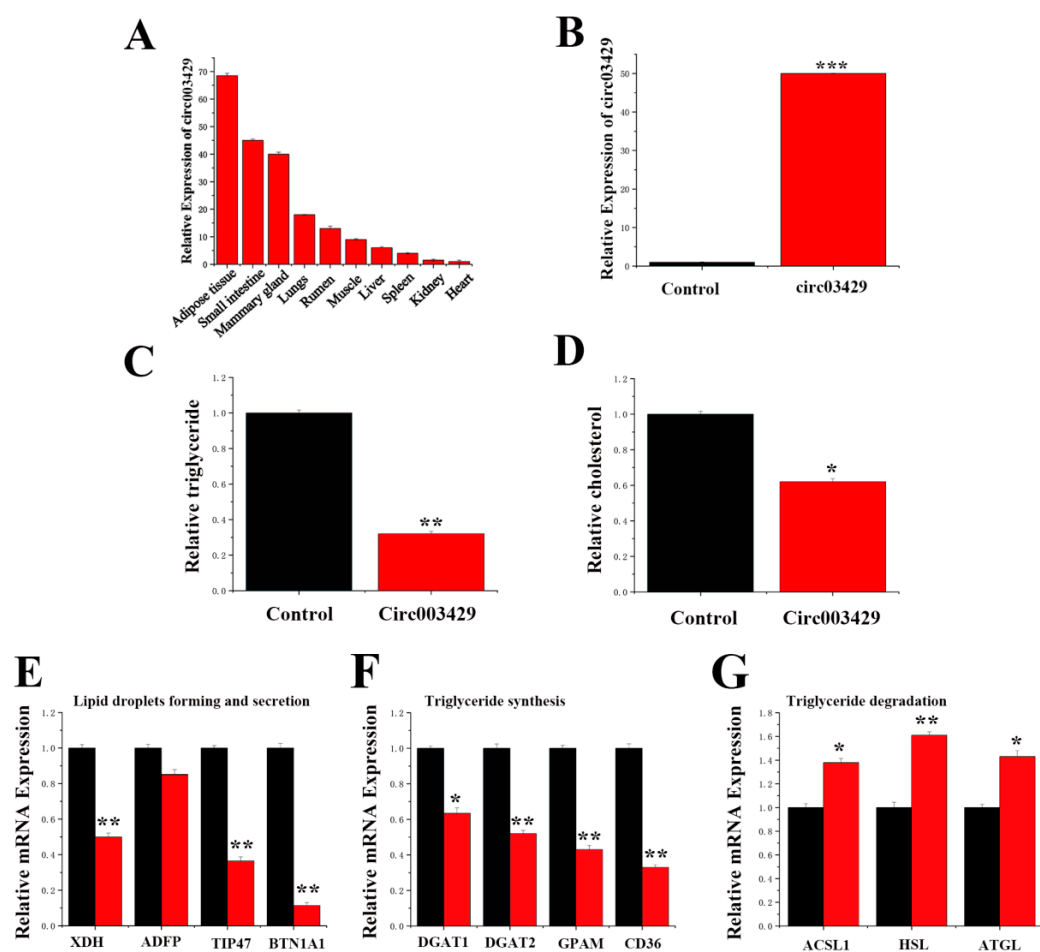 A
Relative Expression of circ003429
70
60
50
40
30
20
10
0
Adipose tissue
Small intestine
Mammary gland
Lungs
Rumen
Muscle
Liver
Spleen
Kidney
Heart
B
Relative Expression of circ03429
50
40
30
20
10
0
***
Control
circ03429
C
Relative triglyceride
1.2
1.0
0.8
0.6
0.4
0.2
0.0
**
Control
Circ003429
D
Relative cholesterol
1.2
1.0
0.8
0.6
0.4
0.2
0.0
*
Control
Circ003429
E
Lipid droplets forming and secretion
Relative mRNA Expression
1.2
1.0
0.8
0.6
0.4
0.2
0.0
**
**
**
XDH
ADFP
TIP47
BTN1A1
F
Triglyceride synthesis
Relative mRNA Expression
1.2
1.0
0.8
0.6
0.4
0.2
0.0
*
**
**
**
DGAT1
DGAT2
GPAM
CD36
G
Triglyceride degradation
Relative mRNA Expression
1.8
1.6
1.4
1.2
1.0
0.8
0.6
0.4
0.2
0.0
*
**
*
ACSL1
HSL
ATGL